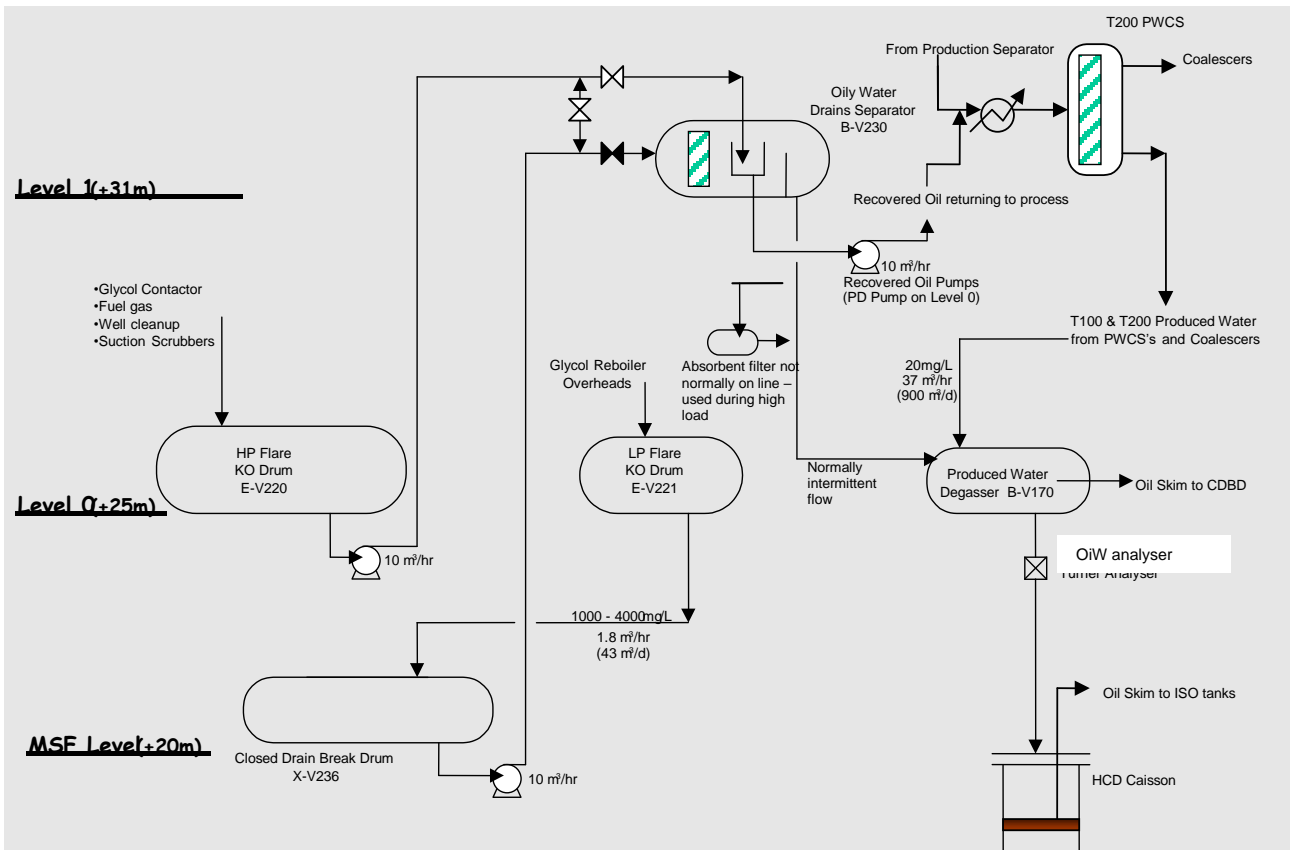 T200 PWCS
From Production Separator
Coalescers
Oily Water
Drains Separator
B-V230
Level 1(+31m)
Recovered Oil returning to process
10 m³/hr
Recovered Oil Pumps
(PD Pump on Level 0)
•Glycol Contactor
•Fuel gas
•Well cleanup
•Suction Scrubbers
T100 & T200 Produced Water
from PWCS's and Coalescers
Glycol Reboiler
Overheads
Absorbent filter not
normally on line –
used during high
load
20mg/L
37 m³/hr
(900 m³/d)
HP Flare
KO Drum
E-V220
LP Flare
KO Drum
E-V221
Normally
intermittent
flow
Produced Water
Degasser B-V170
Oil Skim to CDBD
Level 0(+25m)
10 m³/hr
OiW analyser
Turner Analyser
1000 - 4000mg/L
1.8 m³/hr
(43 m³/d)
Oil Skim to ISO tanks
MSF Level(+20m)
Closed Drain Break Drum
X-V236
10 m³/hr
HCD Caisson